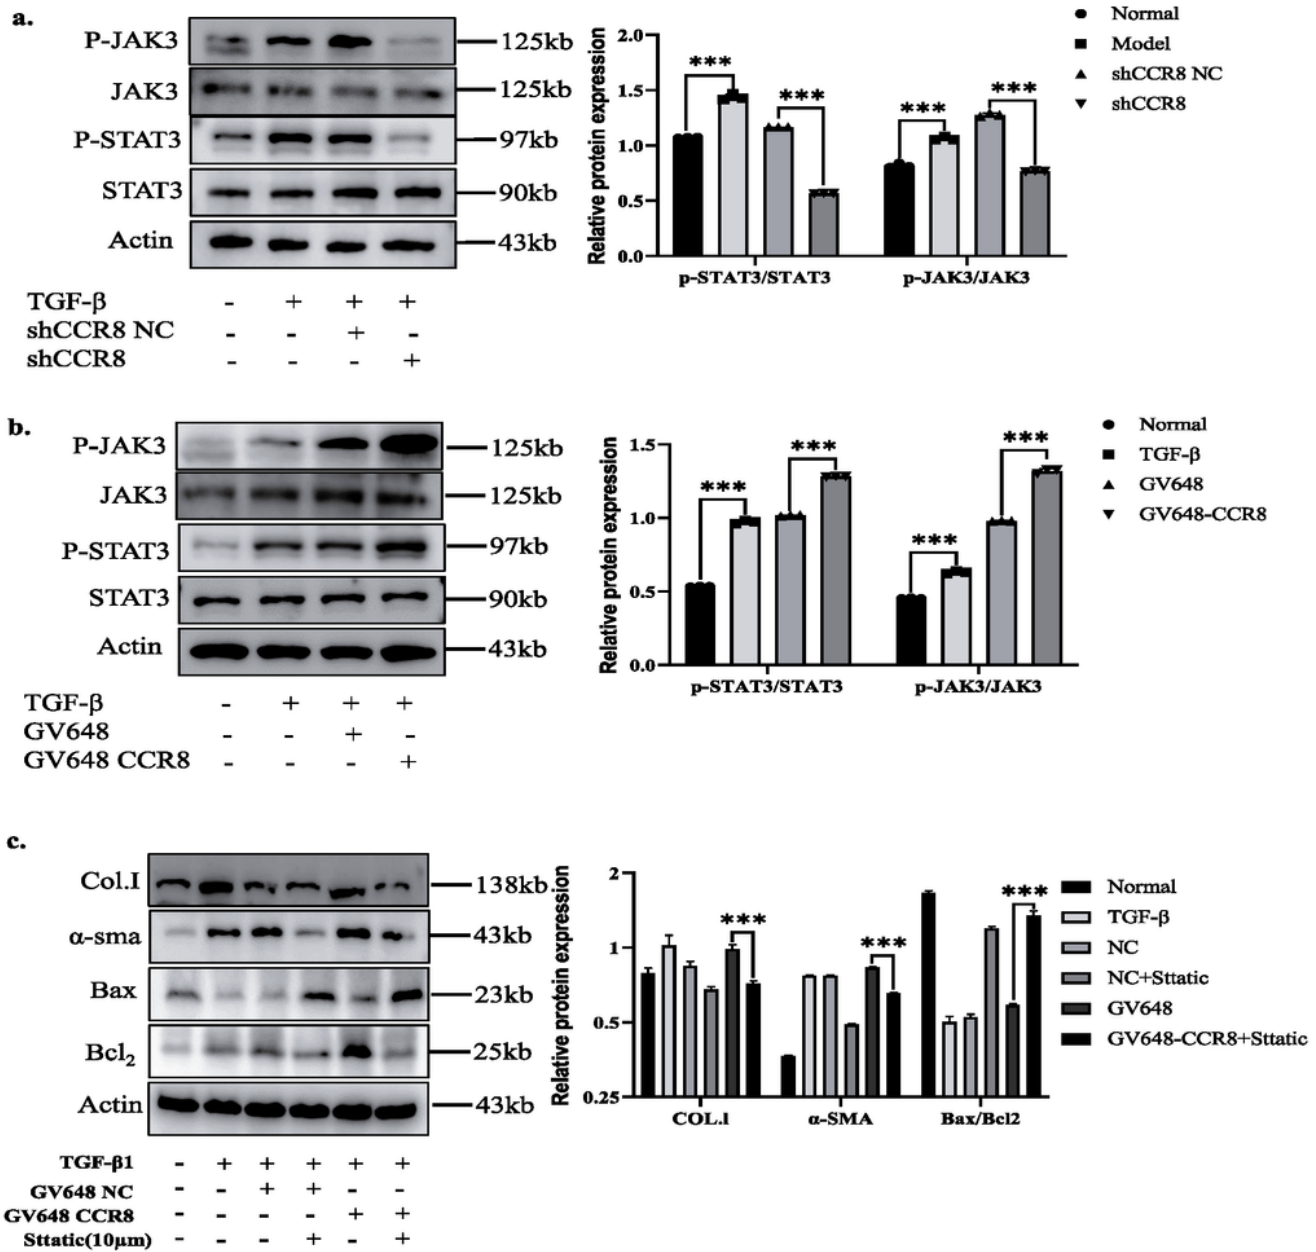 a.
P-JAK3
125kb
JAK3
125kb
P-STAT3
97kb
STAT3
90kb
Actin
43kb
TGF-β - + + +
shCCR8 NC - - + -
shCCR8 - - - +
Relative protein expression
2.0
1.5
1.0
0.5
0.0
*** *** *** ***
p-STAT3/STAT3 p-JAK3/JAK3
Normal
Model
shCCR8 NC
shCCR8
b.
P-JAK3
125kb
JAK3
125kb
P-STAT3
97kb
STAT3
90kb
Actin
43kb
TGF-β - + + +
GV648 - - + -
GV648 CCR8 - - - +
Relative protein expression
1.5
1.0
0.5
0.0
*** *** *** ***
p-STAT3/STAT3 p-JAK3/JAK3
Normal
TGF-β
GV648
GV648-CCR8
c.
Col.I
138kb
α-sma
43kb
Bax
23kb
Bcl2
25kb
Actin
43kb
TGF-β1 - + + + + +
GV648 NC - - + + - -
GV648 CCR8 - - - - + +
Sttatic(10μm) - - - + - +
Relative protein expression
2
1
0.5
0.25
*** *** ***
COL.I α-SMA Bax/Bcl2
Normal
TGF-β
NC
NC+Sttatic
GV648
GV648-CCR8+Sttatic